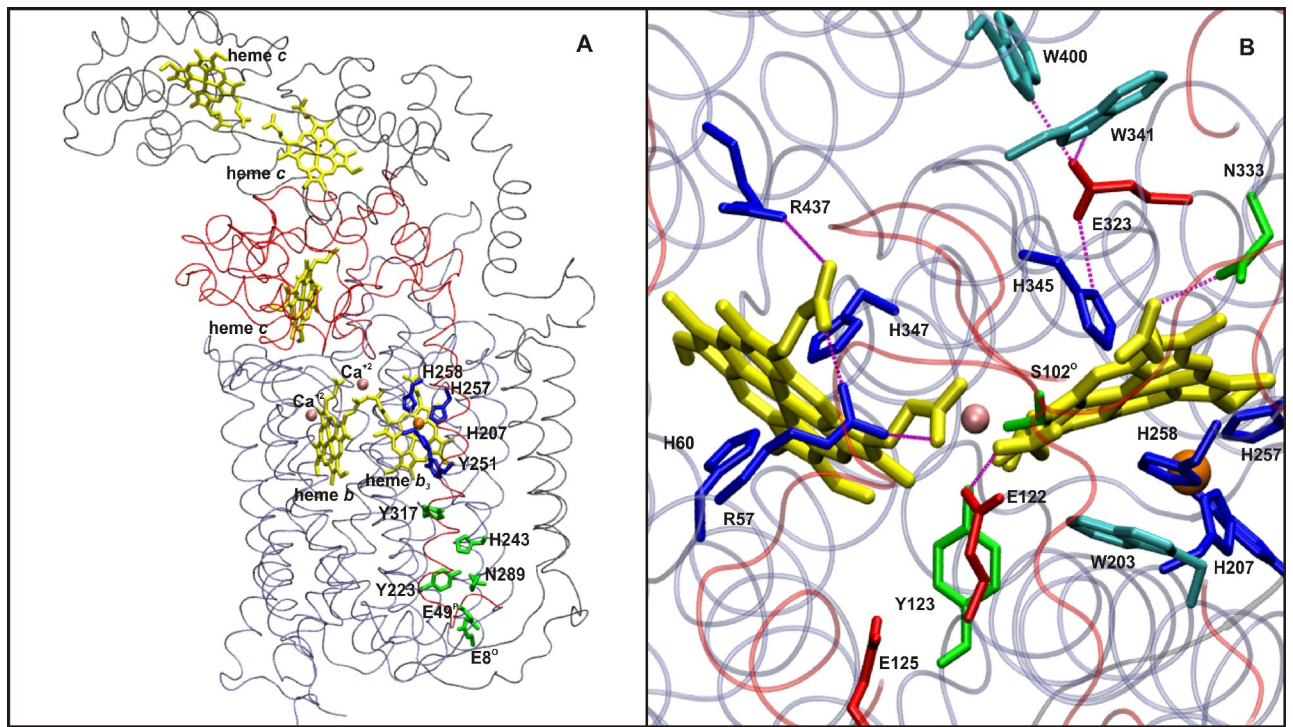 A
heme c
heme c
heme c
Ca+2
Ca+2
H258
H257
H207
Y251
heme b
heme b3
Y317
H243
Y223
N289
E49P
E8O
B
W400
W341
N333
R437
E323
H345
H347
S102O
H258
H257
H60
R57
E122
W203
H207
Y123
E125